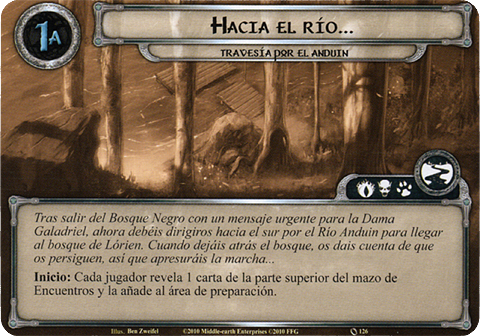 1A
HACIA EL RÍO...
TRAVESÍA POR EL ANDUIN
Tras salir del Bosque Negro con un mensaje urgente para la Dama
Galadriel, ahora debéis dirigiros hacia el sur por el Río Anduin para llegar
al bosque de Lórien. Cuando dejáis atrás el bosque, os dais cuenta de que
os persiguen, así que apresuráis la marcha...
Inicio: Cada jugador revela 1 carta de la parte superior del mazo de
Encuentros y la añade al área de preparación.
Illus. Ben Zweifel ©2010 Middle-earth Enterprises ©2010 FFG 126